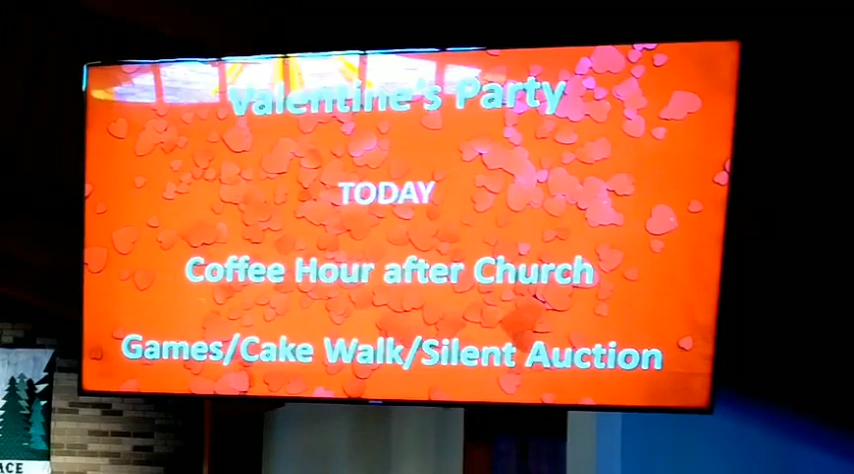 Valentine's Party
TODAY
Coffee Hour after Church
Games/Cake Walk/Silent Auction